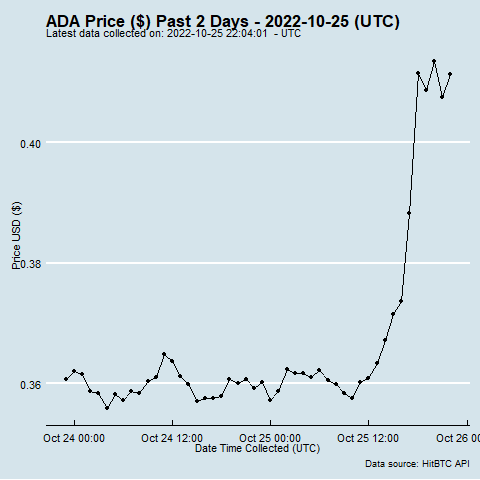 ADA Price ($) Past 2 Days - 2022-10-25 (UTC)
Latest data collected on: 2022-10-25 22:04:01 - UTC
0.40
0.38
0.36
Price USD ($)
Oct 24 00:00 Oct 24 12:00 Oct 25 00:00 Oct 25 12:00 Oct 26 0
Date Time Collected (UTC)
Data source: HitBTC API